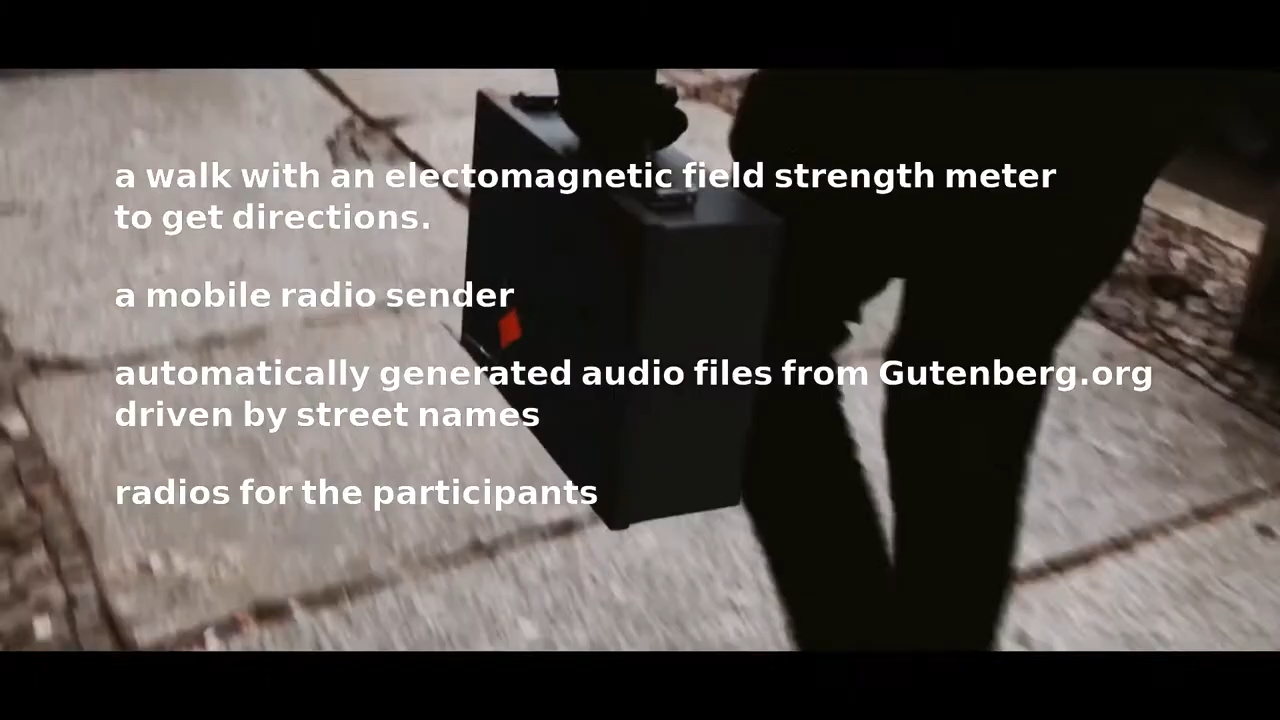 a walk with an electomagnetic field strength meter
to get directions.
a mobile radio sender
automatically generated audio files from Gutenberg.org
driven by street names
radios for the participants